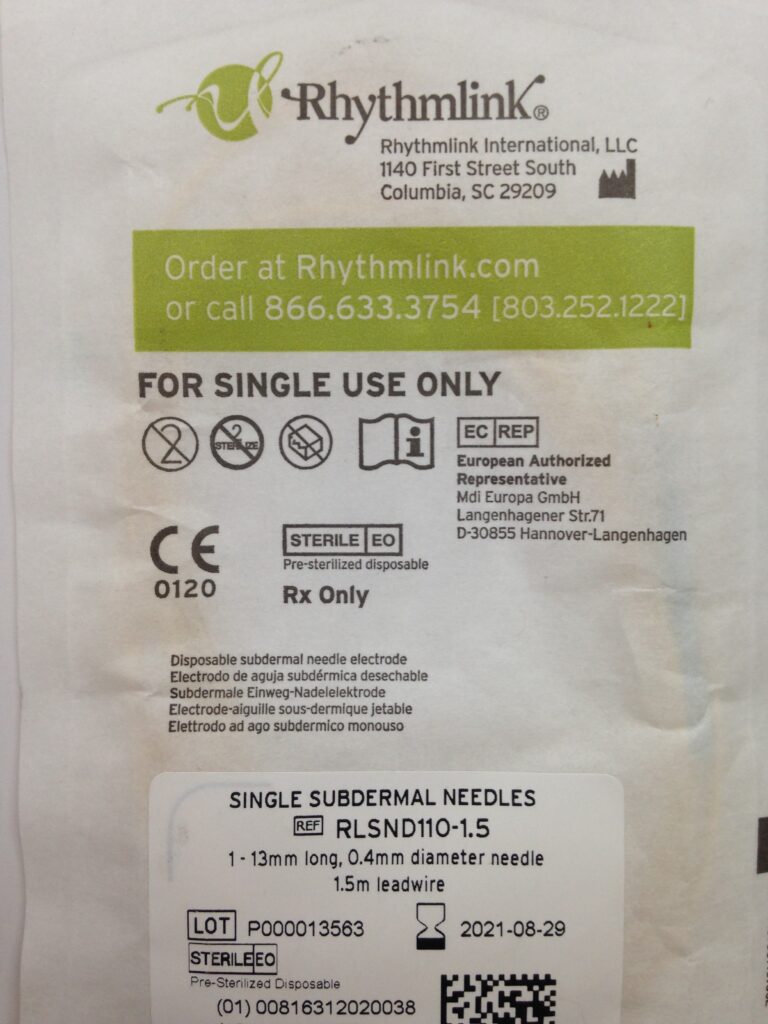 Rhythmlink®
Rhythmlink International, LLC
1140 First Street South
Columbia, SC 29209
Order at Rhythmlink.com
or call 866.633.3754 [803.252.1222]
FOR SINGLE USE ONLY
2
2
STERILIZE
i
EC REP
European Authorized
Representative
Mdi Europa GmbH
Langenhagener Str.71
D-30855 Hannover-Langenhagen
CE
0120
STERILE EO
Pre-sterilized disposable
Rx Only
Disposable subdermal needle electrode
Electrodo de aguja subdérmica desechable
Subdermale Einweg-Nadelelektrode
Electrode-aiguille sous-dermique jetable
Elettrodo ad ago subdermico monouso
SINGLE SUBDERMAL NEEDLES
REF RLSND110-1.5
1 - 13mm long, 0.4mm diameter needle
1.5m leadwire
LOT P000013563 2021-08-29
STERILE EO
Pre-Sterilized Disposable
(01) 00816312020038